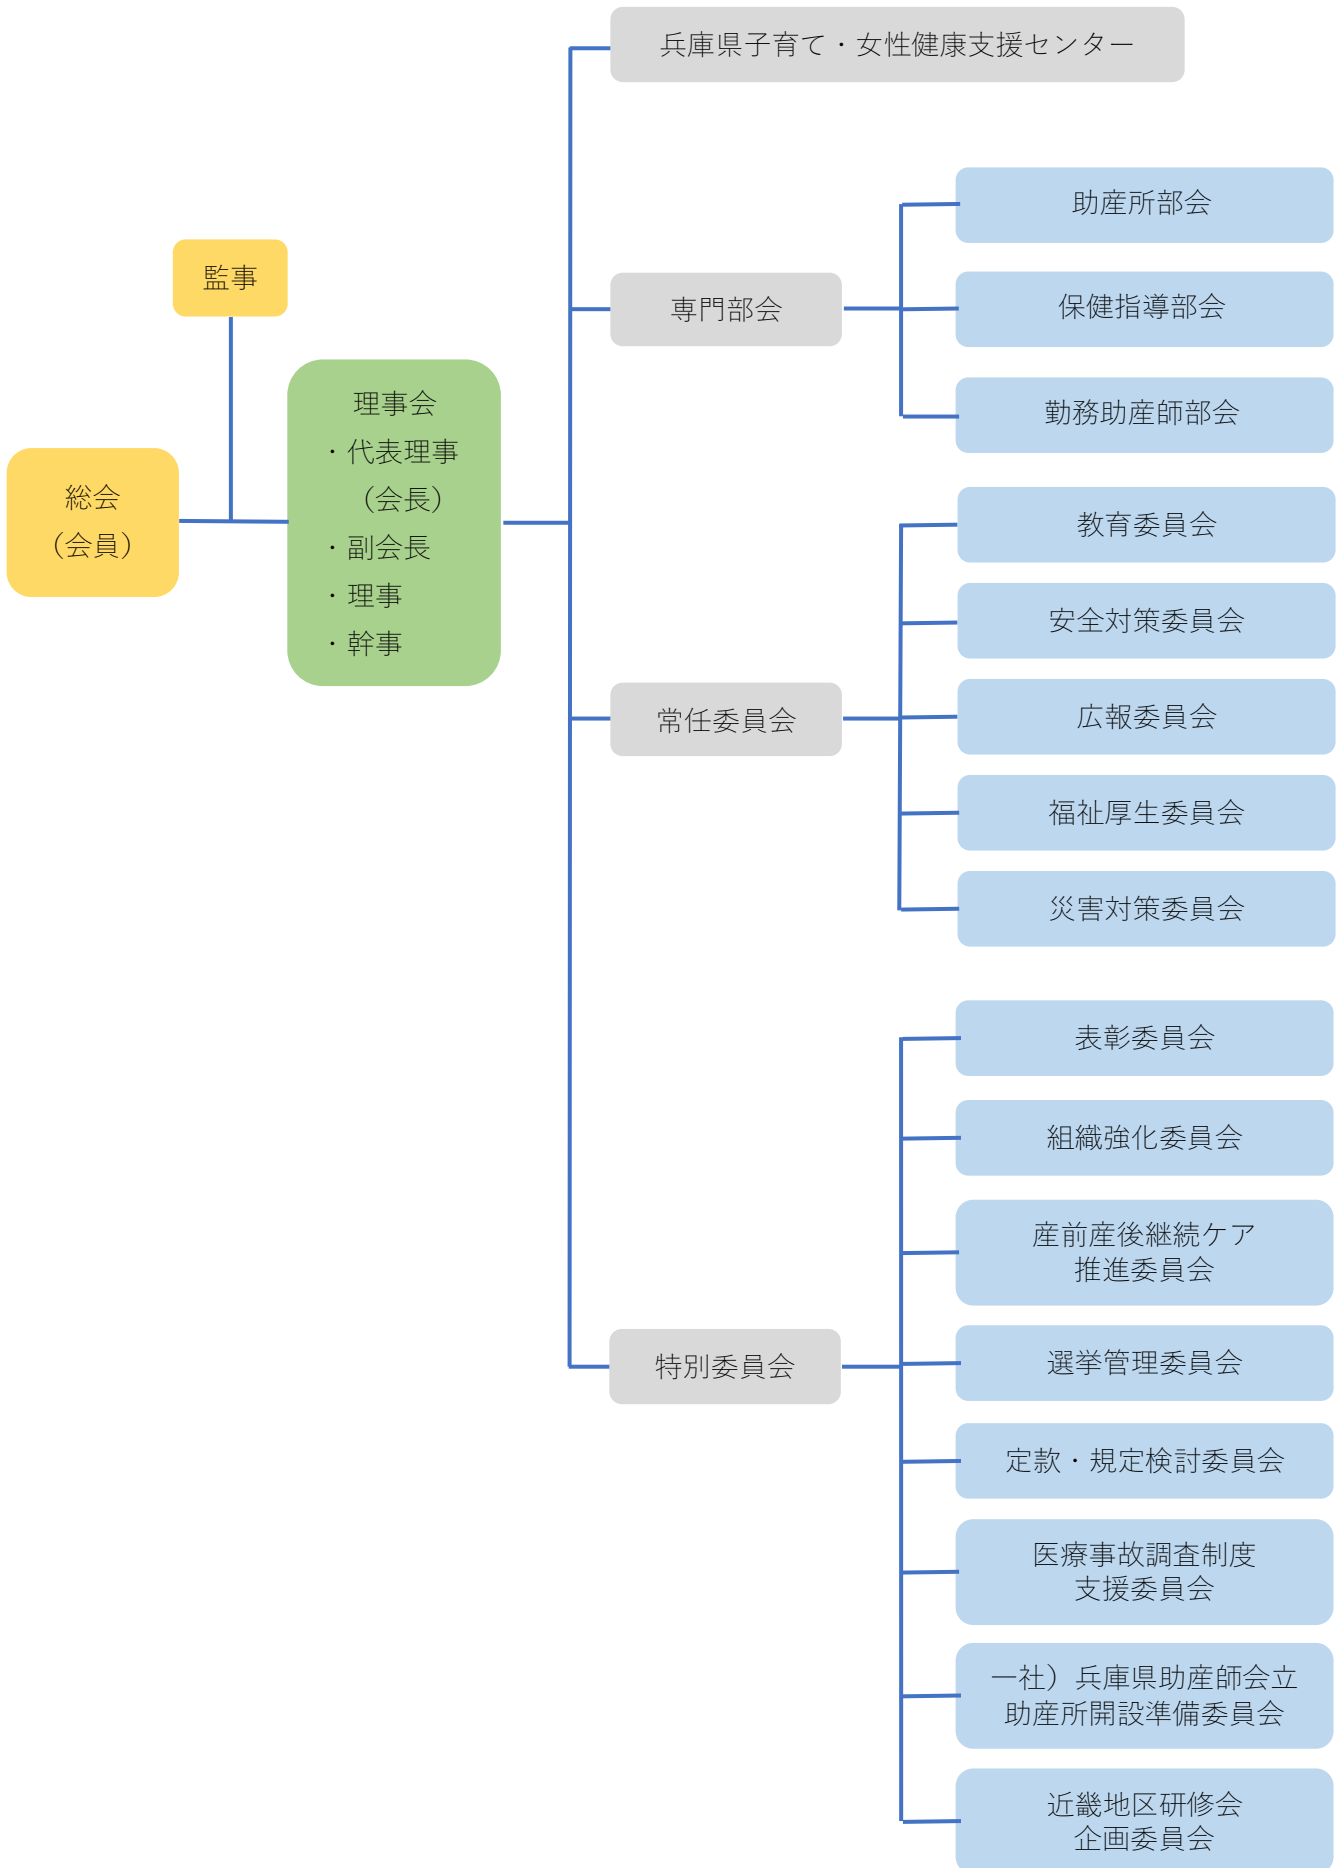 兵庫県子育て・女性健康支援センター
監事
総会
（会員）
理事会
・代表理事
（会長）
・副会長
・理事
・幹事
専門部会
助産所部会
保健指導部会
勤務助産師部会
常任委員会
教育委員会
安全対策委員会
広報委員会
福祉厚生委員会
災害対策委員会
特別委員会
表彰委員会
組織強化委員会
産前産後継続ケア
推進委員会
選挙管理委員会
定款・規定検討委員会
医療事故調査制度
支援委員会
一社）兵庫県助産師会立
助産所開設準備委員会
近畿地区研修会
企画委員会